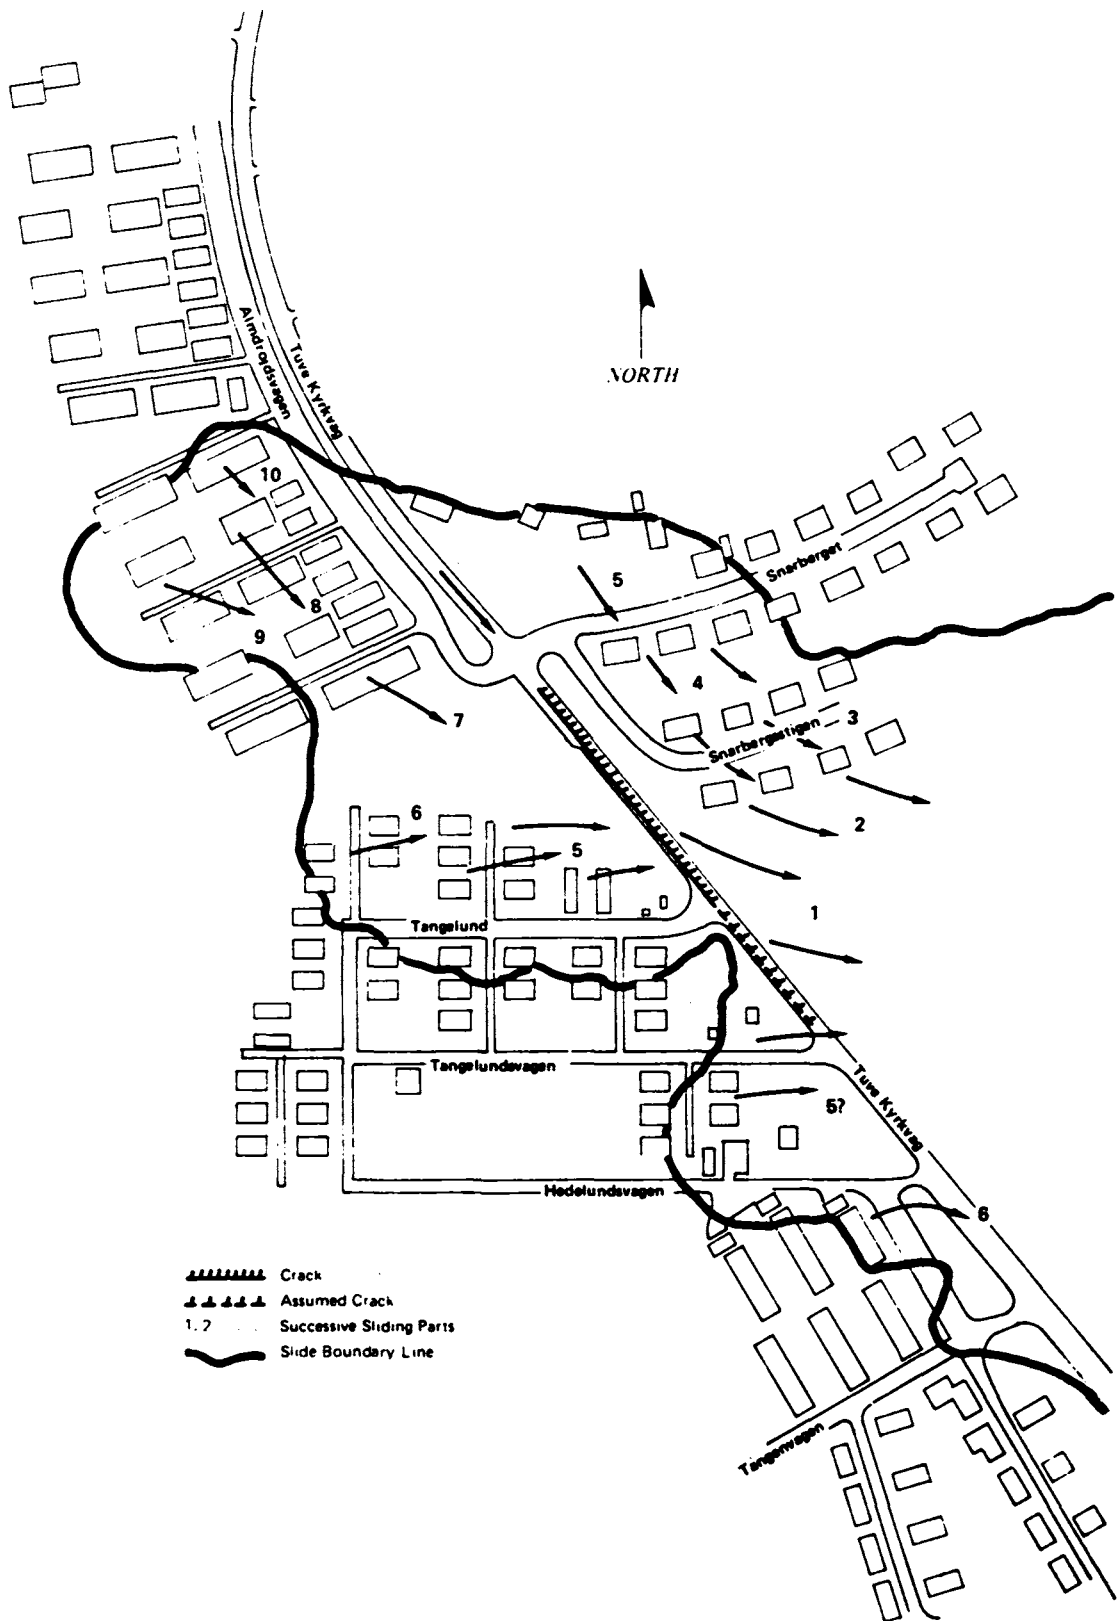 Almdrojdsvagen
Tuve Kyrkvag
NORTH
10
Snarberget
5
8
9
4
7
3
Snarbergsstigen
6
2
5
1
Tangelund
Tangelundsvagen
Tuve Kyrkvag
5?
Hedelundsvagen
6
Crack
Assumed Crack
1, 2 Successive Sliding Parts
Slide Boundary Line
Tangenvagen